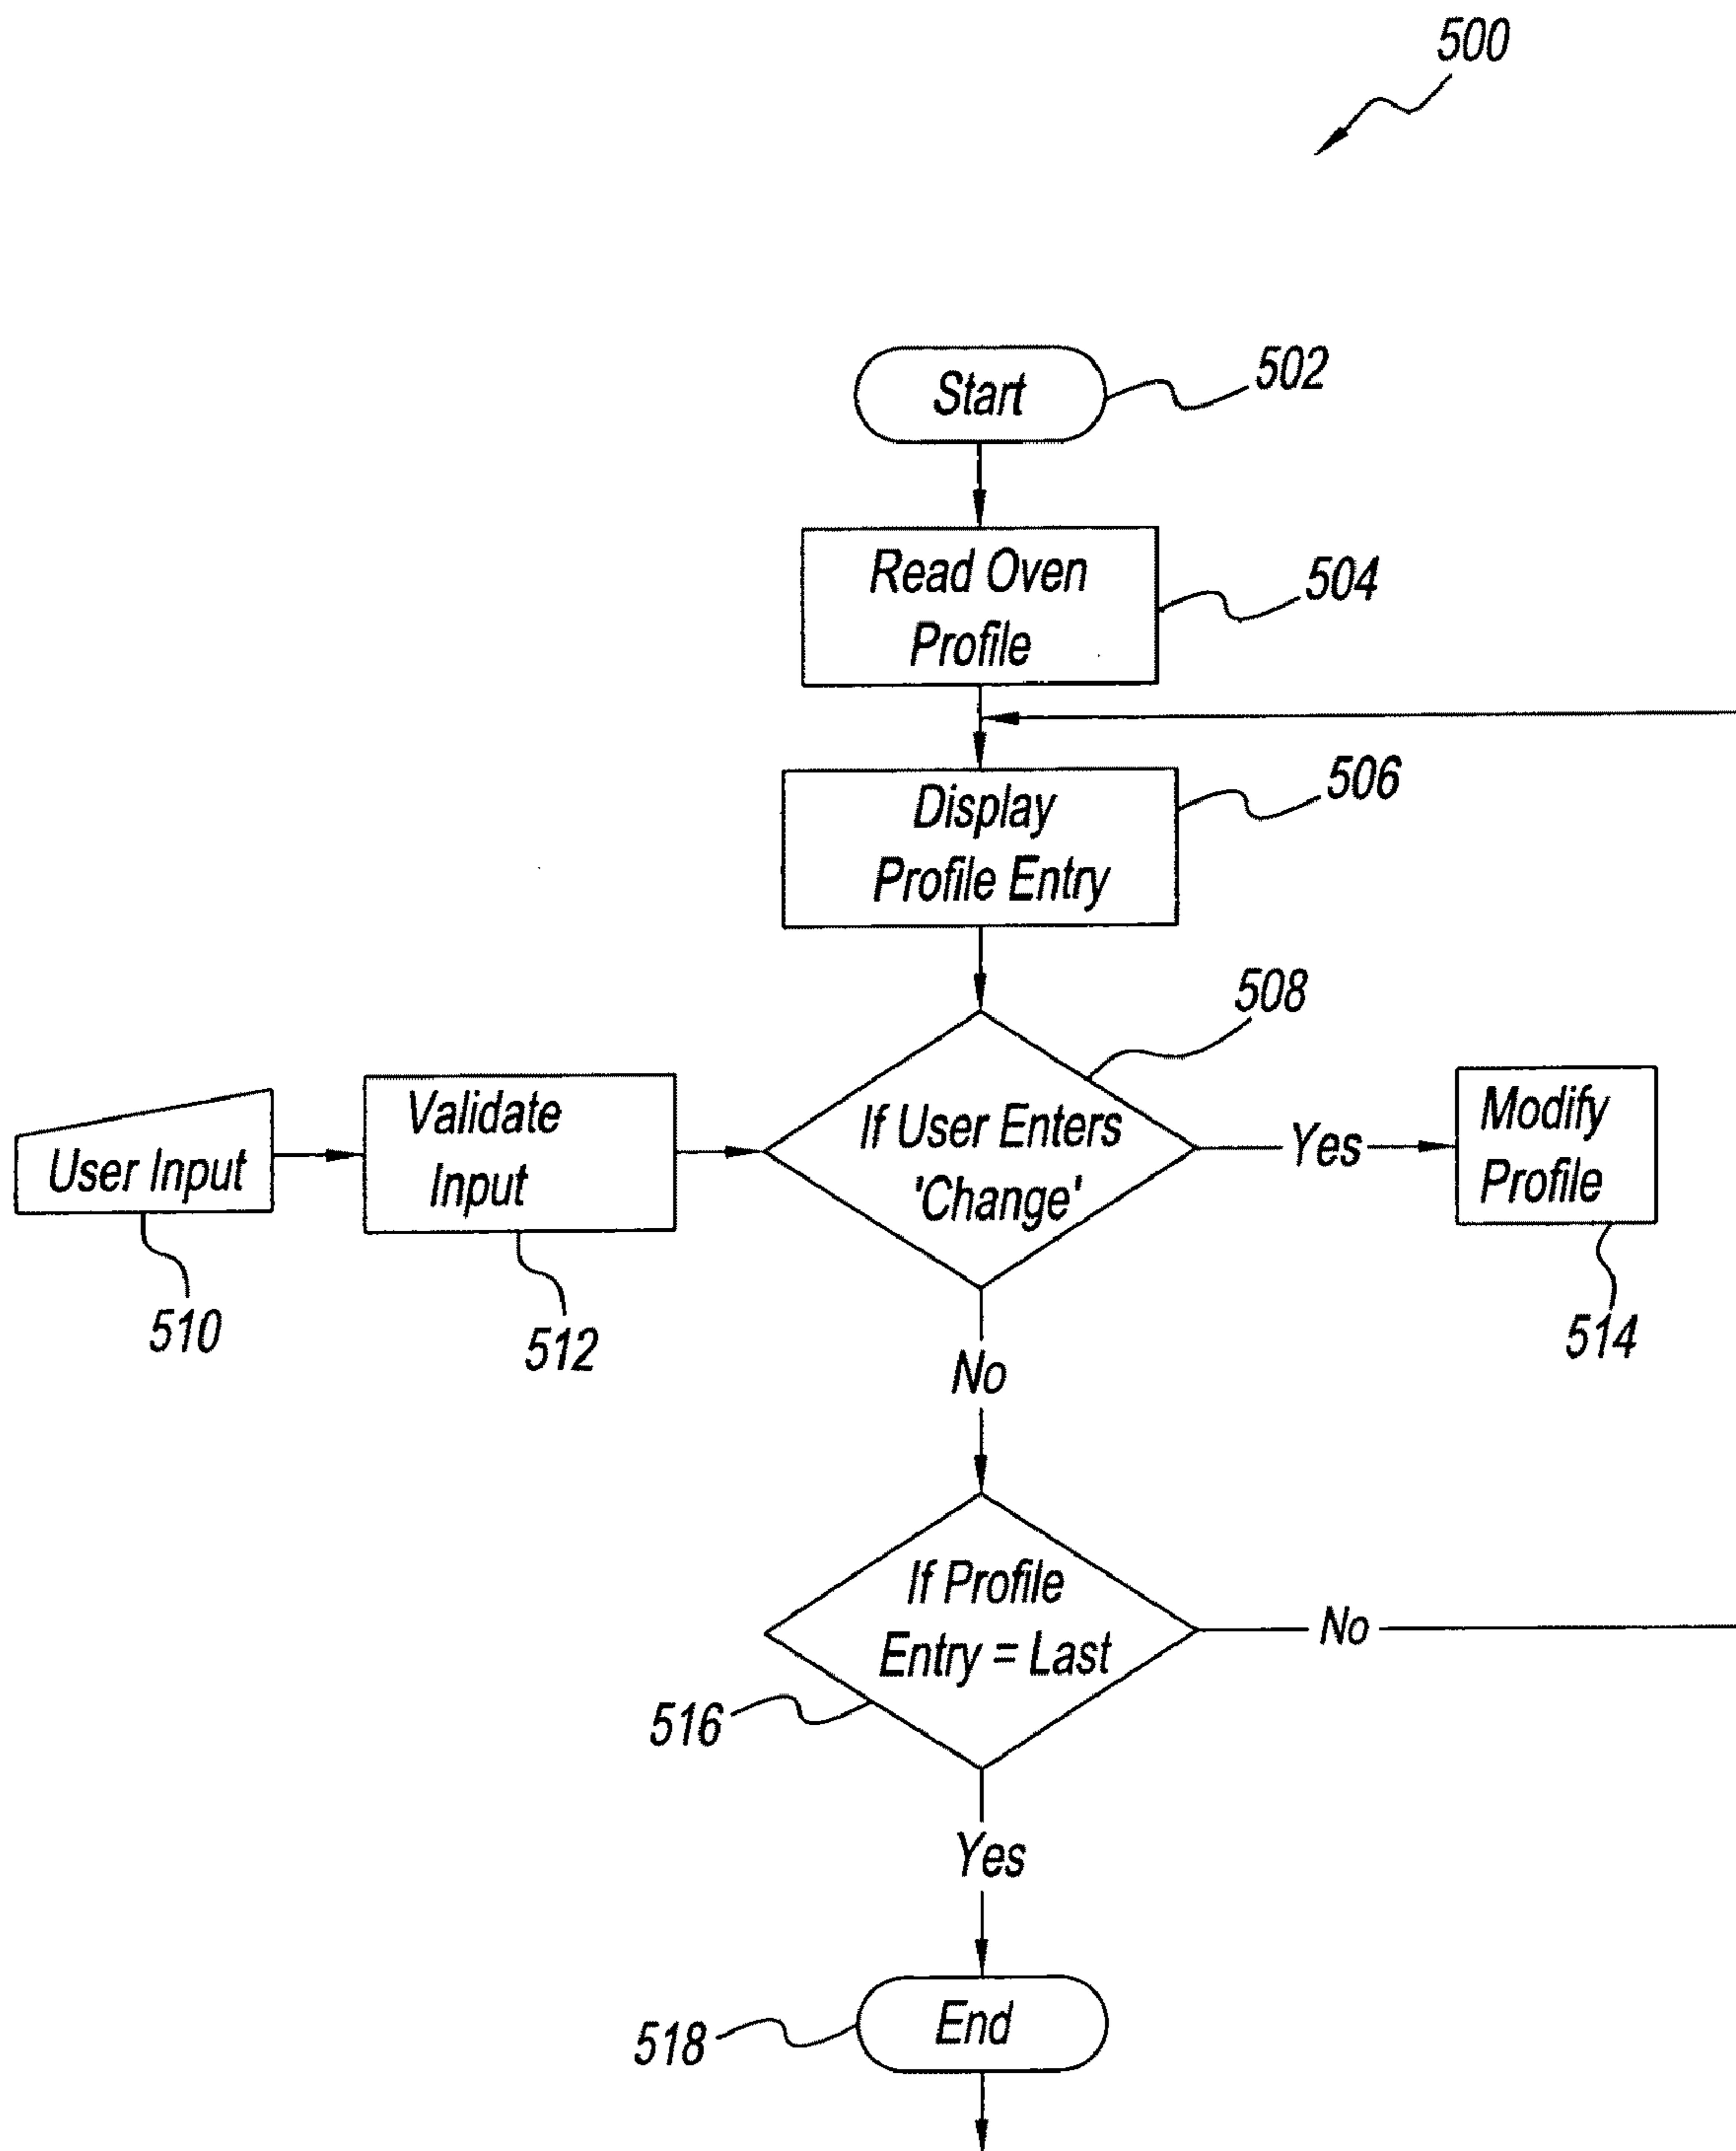 500
Start
502
Read Oven
Profile
504
Display
Profile Entry
506
508
User Input
Validate
Input
If User Enters
'Change'
Yes
Modify
Profile
510
512
514
No
If Profile
Entry = Last
No
516
Yes
End
518